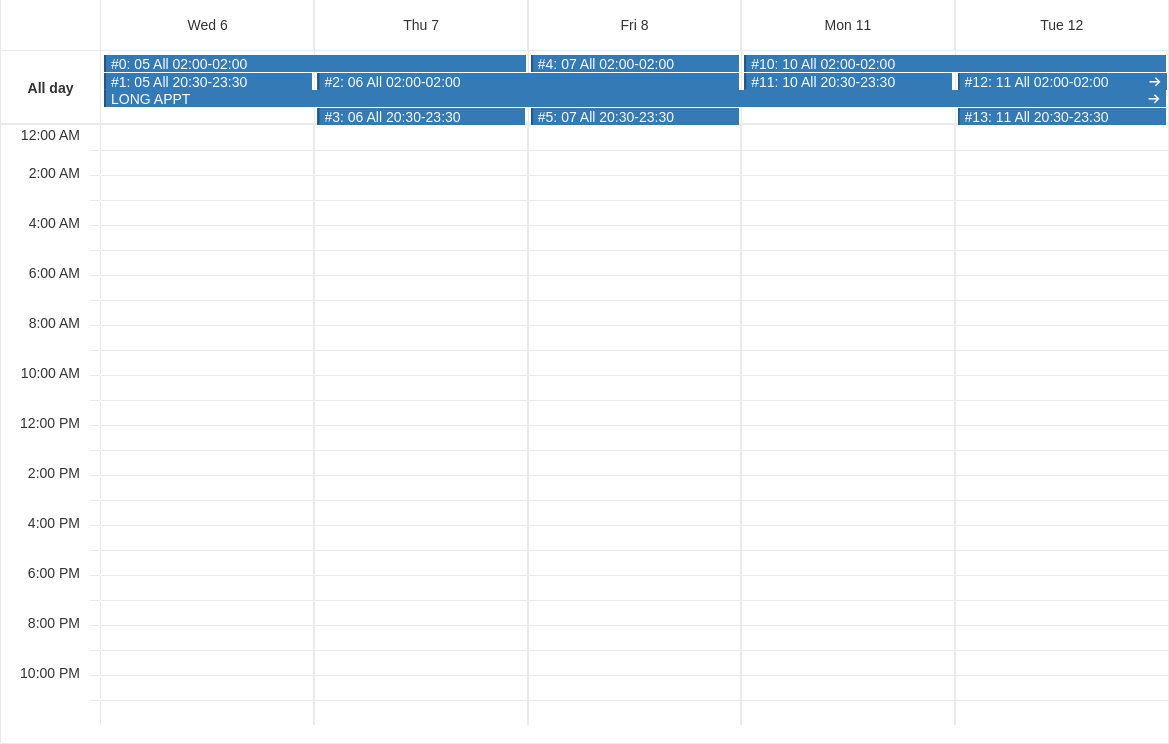 Wed 6
Thu 7
Fri 8
Mon 11
Tue 12
All day
#0: 05 All 02:00-02:00
#4: 07 All 02:00-02:00
#10: 10 All 02:00-02:00
#1: 05 All 20:30-23:30
#2: 06 All 02:00-02:00
#11: 10 All 20:30-23:30
#12: 11 All 02:00-02:00
LONG APPT
#3: 06 All 20:30-23:30
#5: 07 All 20:30-23:30
#13: 11 All 20:30-23:30
12:00 AM
2:00 AM
4:00 AM
6:00 AM
8:00 AM
10:00 AM
12:00 PM
2:00 PM
4:00 PM
6:00 PM
8:00 PM
10:00 PM